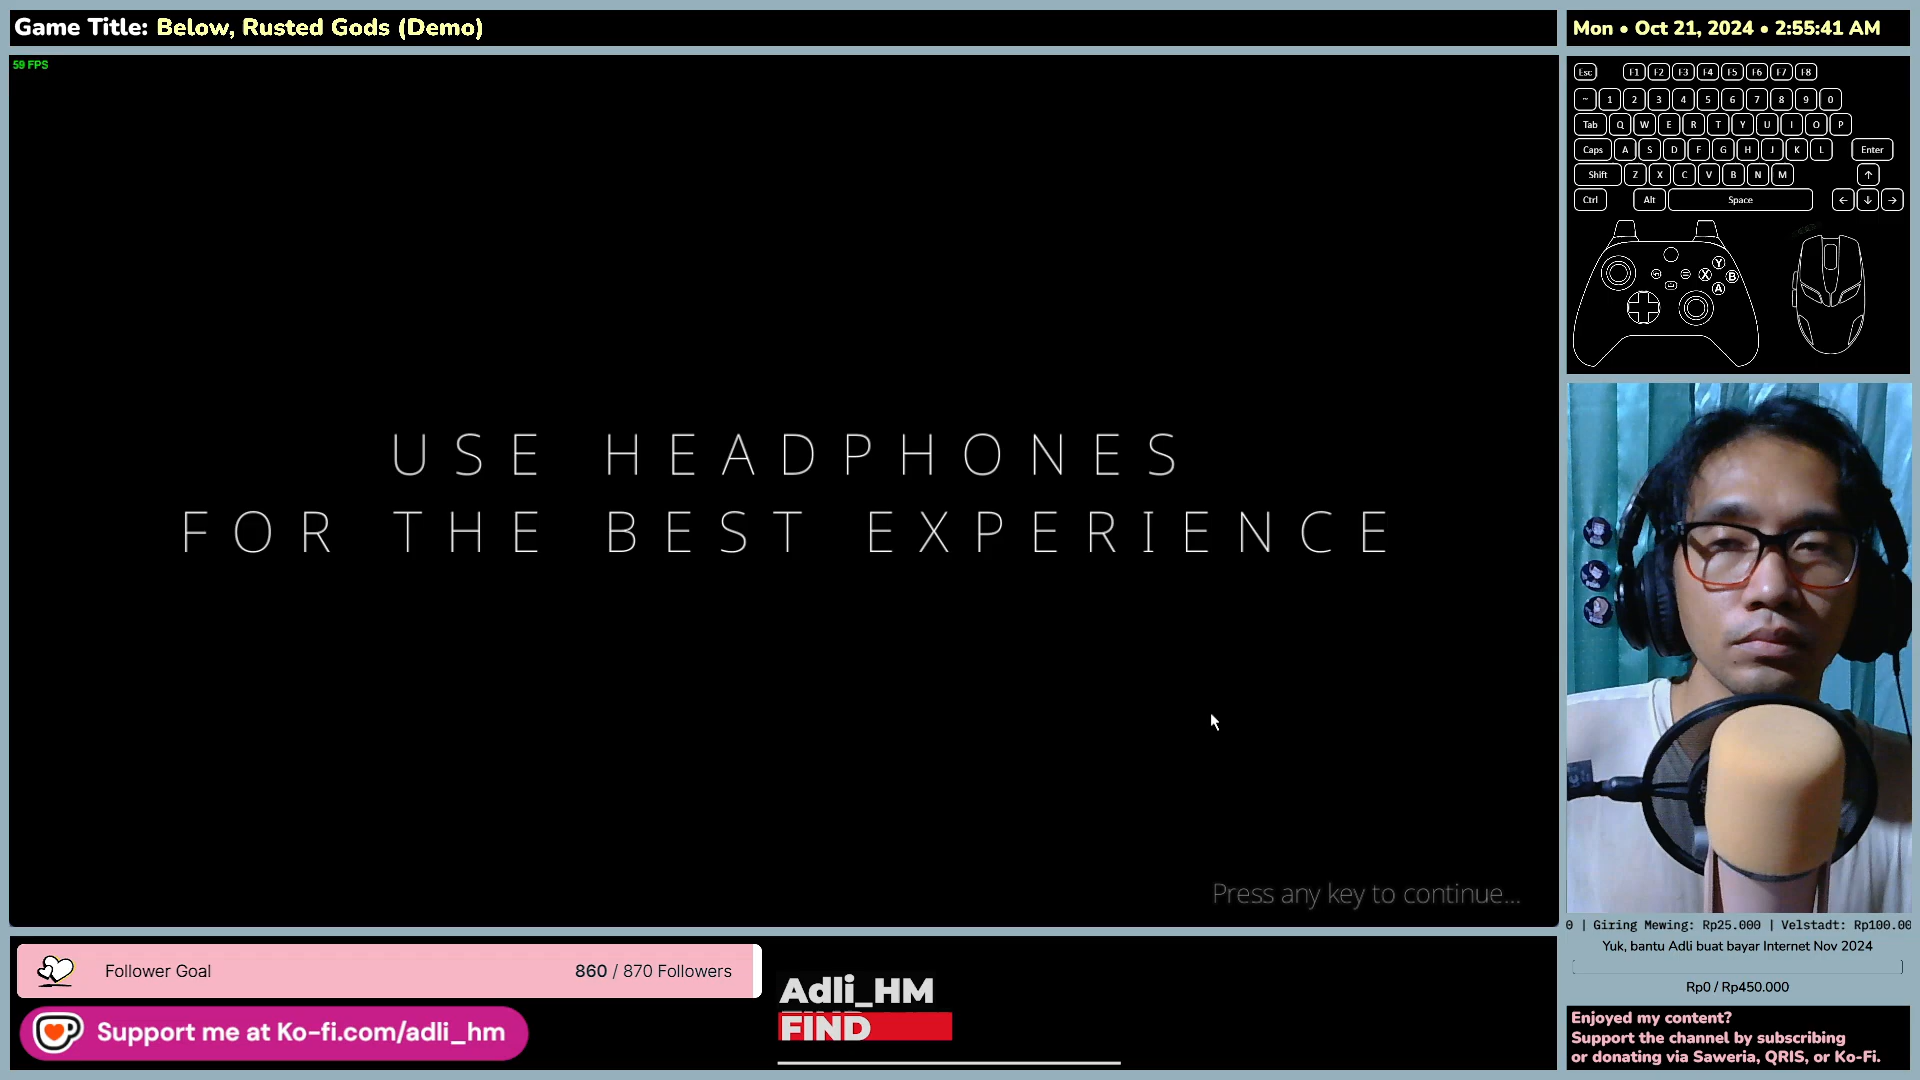 Game Title: Below, Rusted Gods (Demo)
Mon • Oct 21, 2024 • 2:55:41 AM
59 FPS
Esc F1 F2 F3 F4 F5 F6 F7 F8
~ 1 2 3 4 5 6 7 8 9 0
Tab Q W E R T Y U I O P
Caps A S D F G H J K L Enter
Shift Z X C V B N M ↑
Ctrl Alt Space ← ↓ →
Y
X B
A
USE HEADPHONES
FOR THE BEST EXPERIENCE
Press any key to continue...
0 | Giring Mewing: Rp25.000 | Velstadt: Rp100.00
Yuk, bantu Adli buat bayar Internet Nov 2024
Rp0 / Rp450.000
Follower Goal 860 / 870 Followers
Support me at Ko-fi.com/adli_hm
Adli_HM
FIND
Enjoyed my content?
Support the channel by subscribing
or donating via Saweria, QRIS, or Ko-Fi.